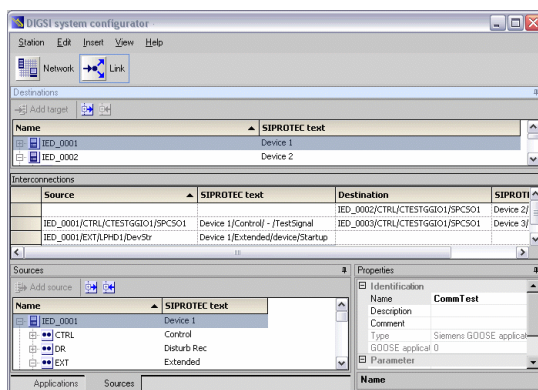 DIGSI system configurator
Station Edit Insert View Help
Network Link
Destinations
Add target
Name SIPROTEC text
IED_0001 Device 1
IED_0002 Device 2
Interconnections
Source SIPROTEC text Destination SIPROTE
IED_0002/CTRL/CTESTGGIO1/SPCSO1 Device 2/
IED_0001/CTRL/CTESTGGIO1/SPCSO1 Device 1/Control/ - /TestSignal IED_0003/CTRL/CTESTGGIO1/SPCSO1 Device 3/
IED_0001/EXT/LPHD1/DevStr Device 1/Extended/device/Startup
Sources
Add source
Name SIPROTEC text
IED_0001 Device 1
CTRL Control
DR Disturb Rec
EXT Extended
Applications Sources
Properties
Identification
Name CommTest
Description
Comment
Type Siemens GOOSE applicat
GOOSE applicat 0
Parameter
Name